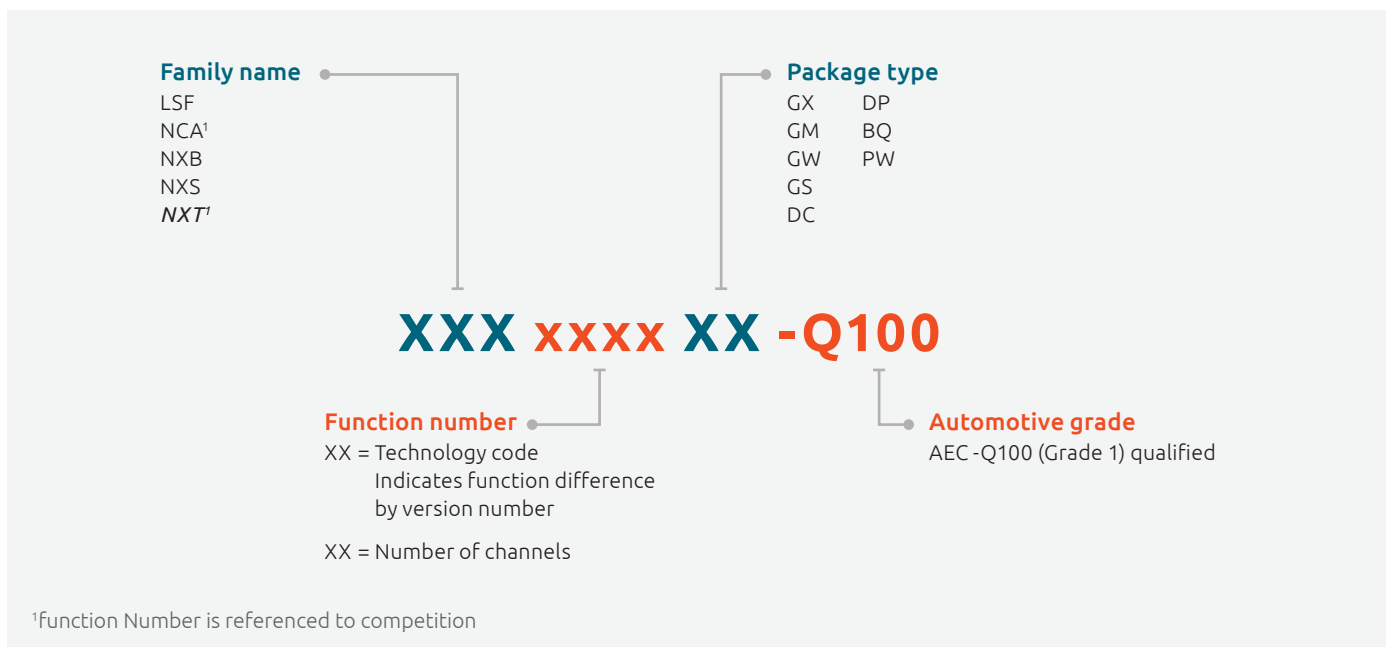 Family name
LSF
NCA¹
NXB
NXS
NXT¹
Package type
GX DP
GM BQ
GW PW
GS
DC
XXX xxxx XX -Q100
Function number
XX = Technology code
Indicates function difference
by version number
XX = Number of channels
Automotive grade
AEC-Q100 (Grade 1) qualified
¹function Number is referenced to competition